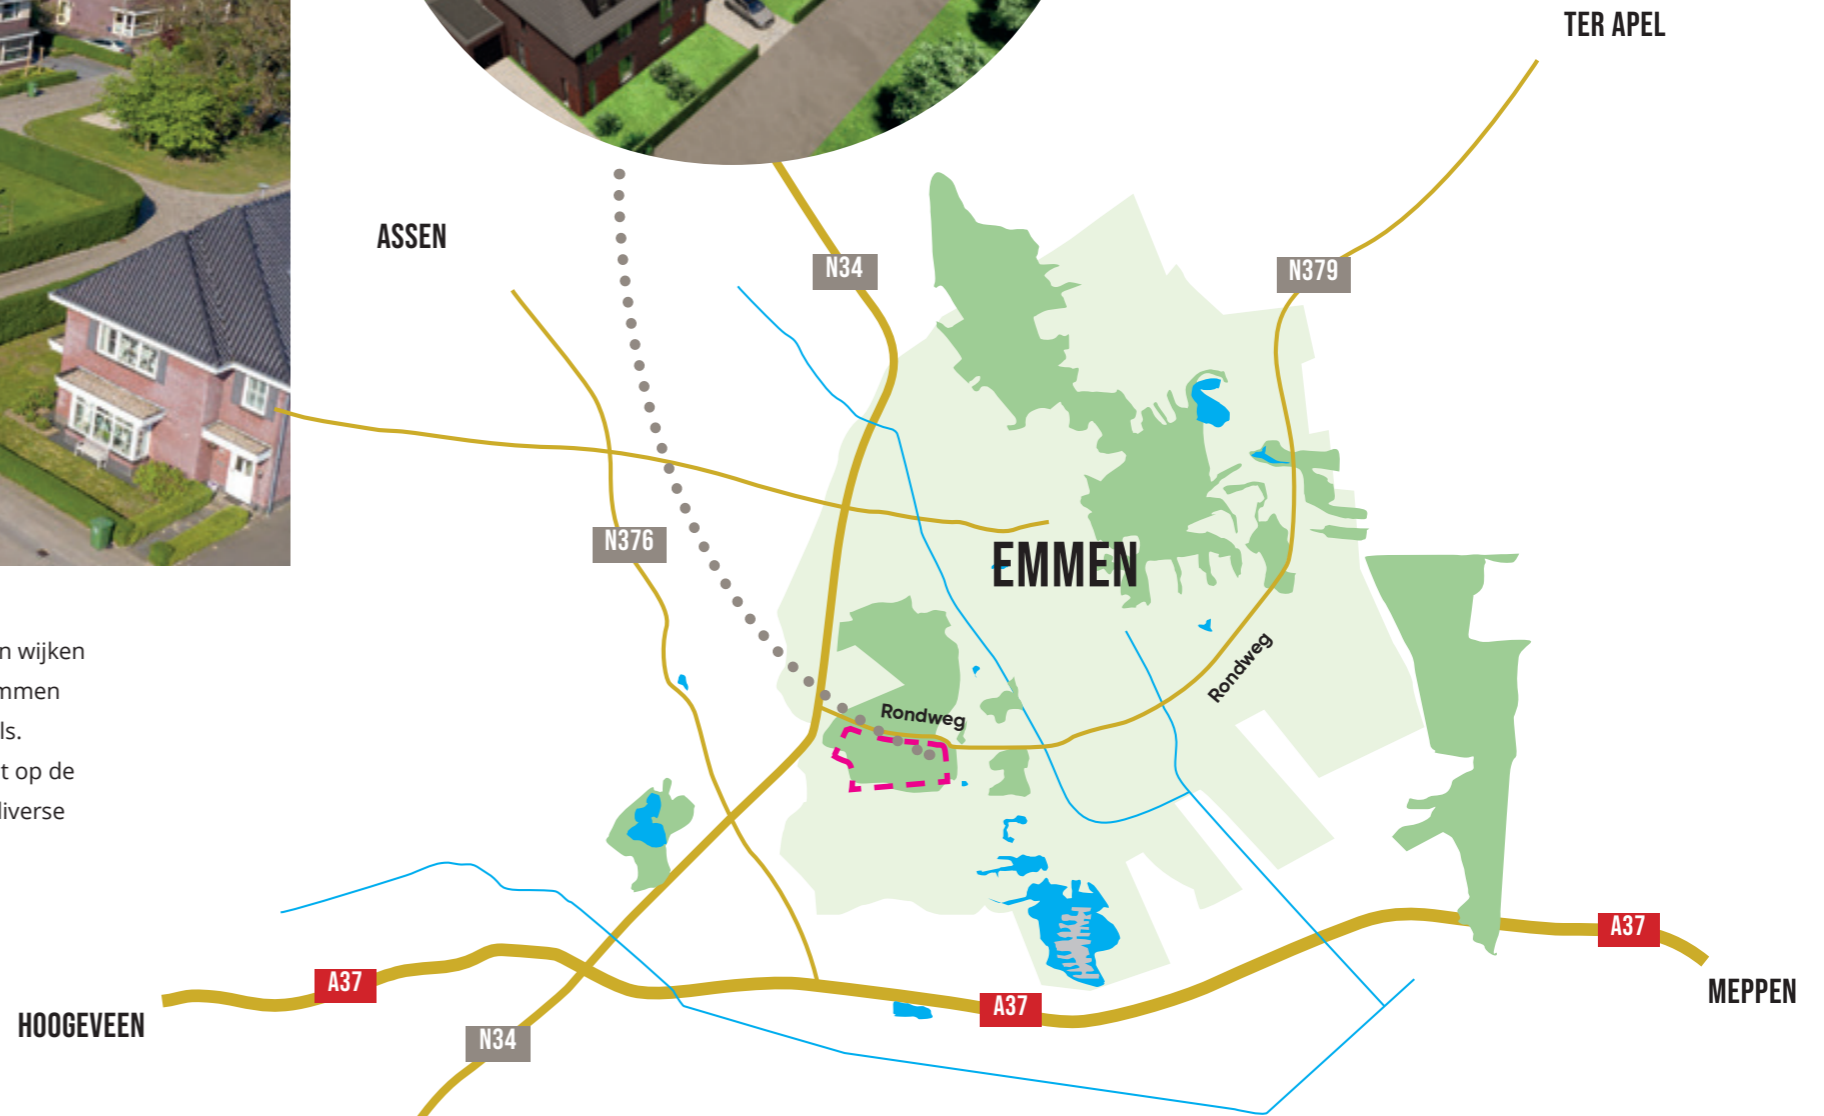 TER APEL
ASSEN
N34
N379
N376
EMMEN
Rondweg
Rondweg
n wijken
mmen
ls.
t op de
liverse
A37
A37
A37
HOOGEVEEN
MEPPEN
N34